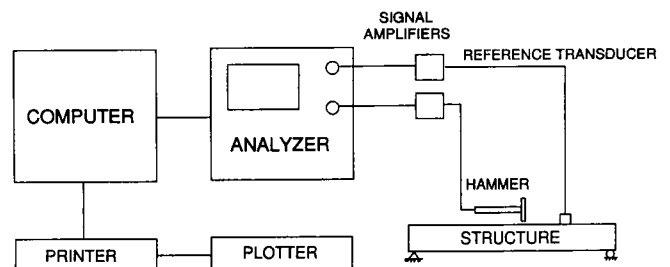 SIGNAL
AMPLIFIERS
REFERENCE TRANSDUCER
COMPUTER
ANALYZER
HAMMER
STRUCTURE
PRINTER
PLOTTER